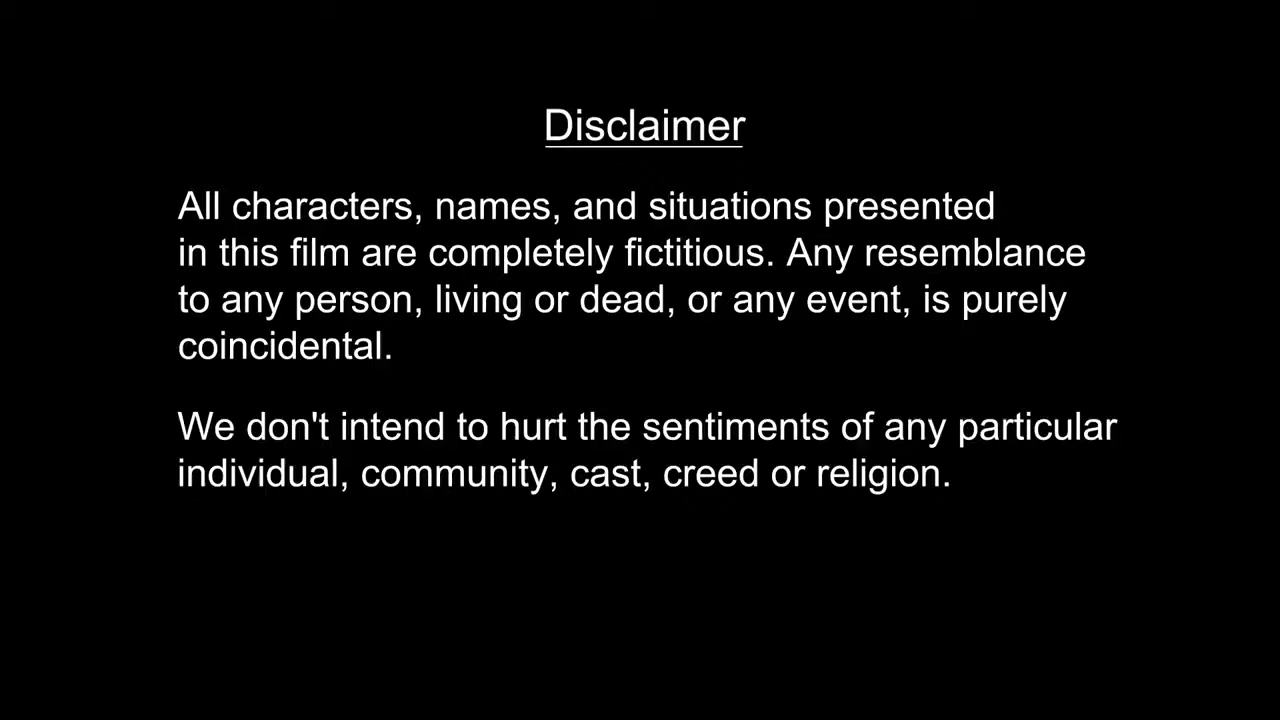 Disclaimer
All characters, names, and situations presented
in this film are completely fictitious. Any resemblance
to any person, living or dead, or any event, is purely
coincidental.
We don't intend to hurt the sentiments of any particular
individual, community, cast, creed or religion.